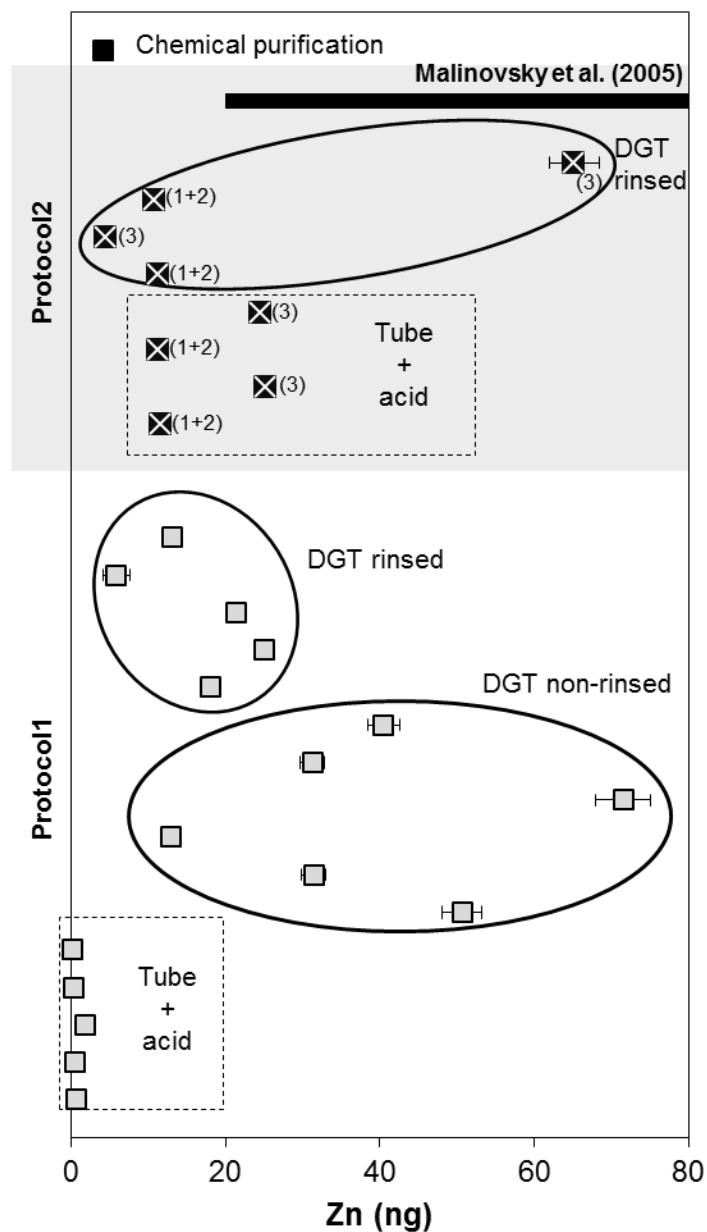 Chemical purification
Malinovsky et al. (2005)
DGT
rinsed
(3)
(1+2)
(3)
(1+2)
(3)
(1+2)
(3)
(1+2)
Tube
+
acid
Protocol2
DGT rinsed
DGT non-rinsed
Protocol1
Tube
+
acid
0 20 40 60 80
Zn (ng)